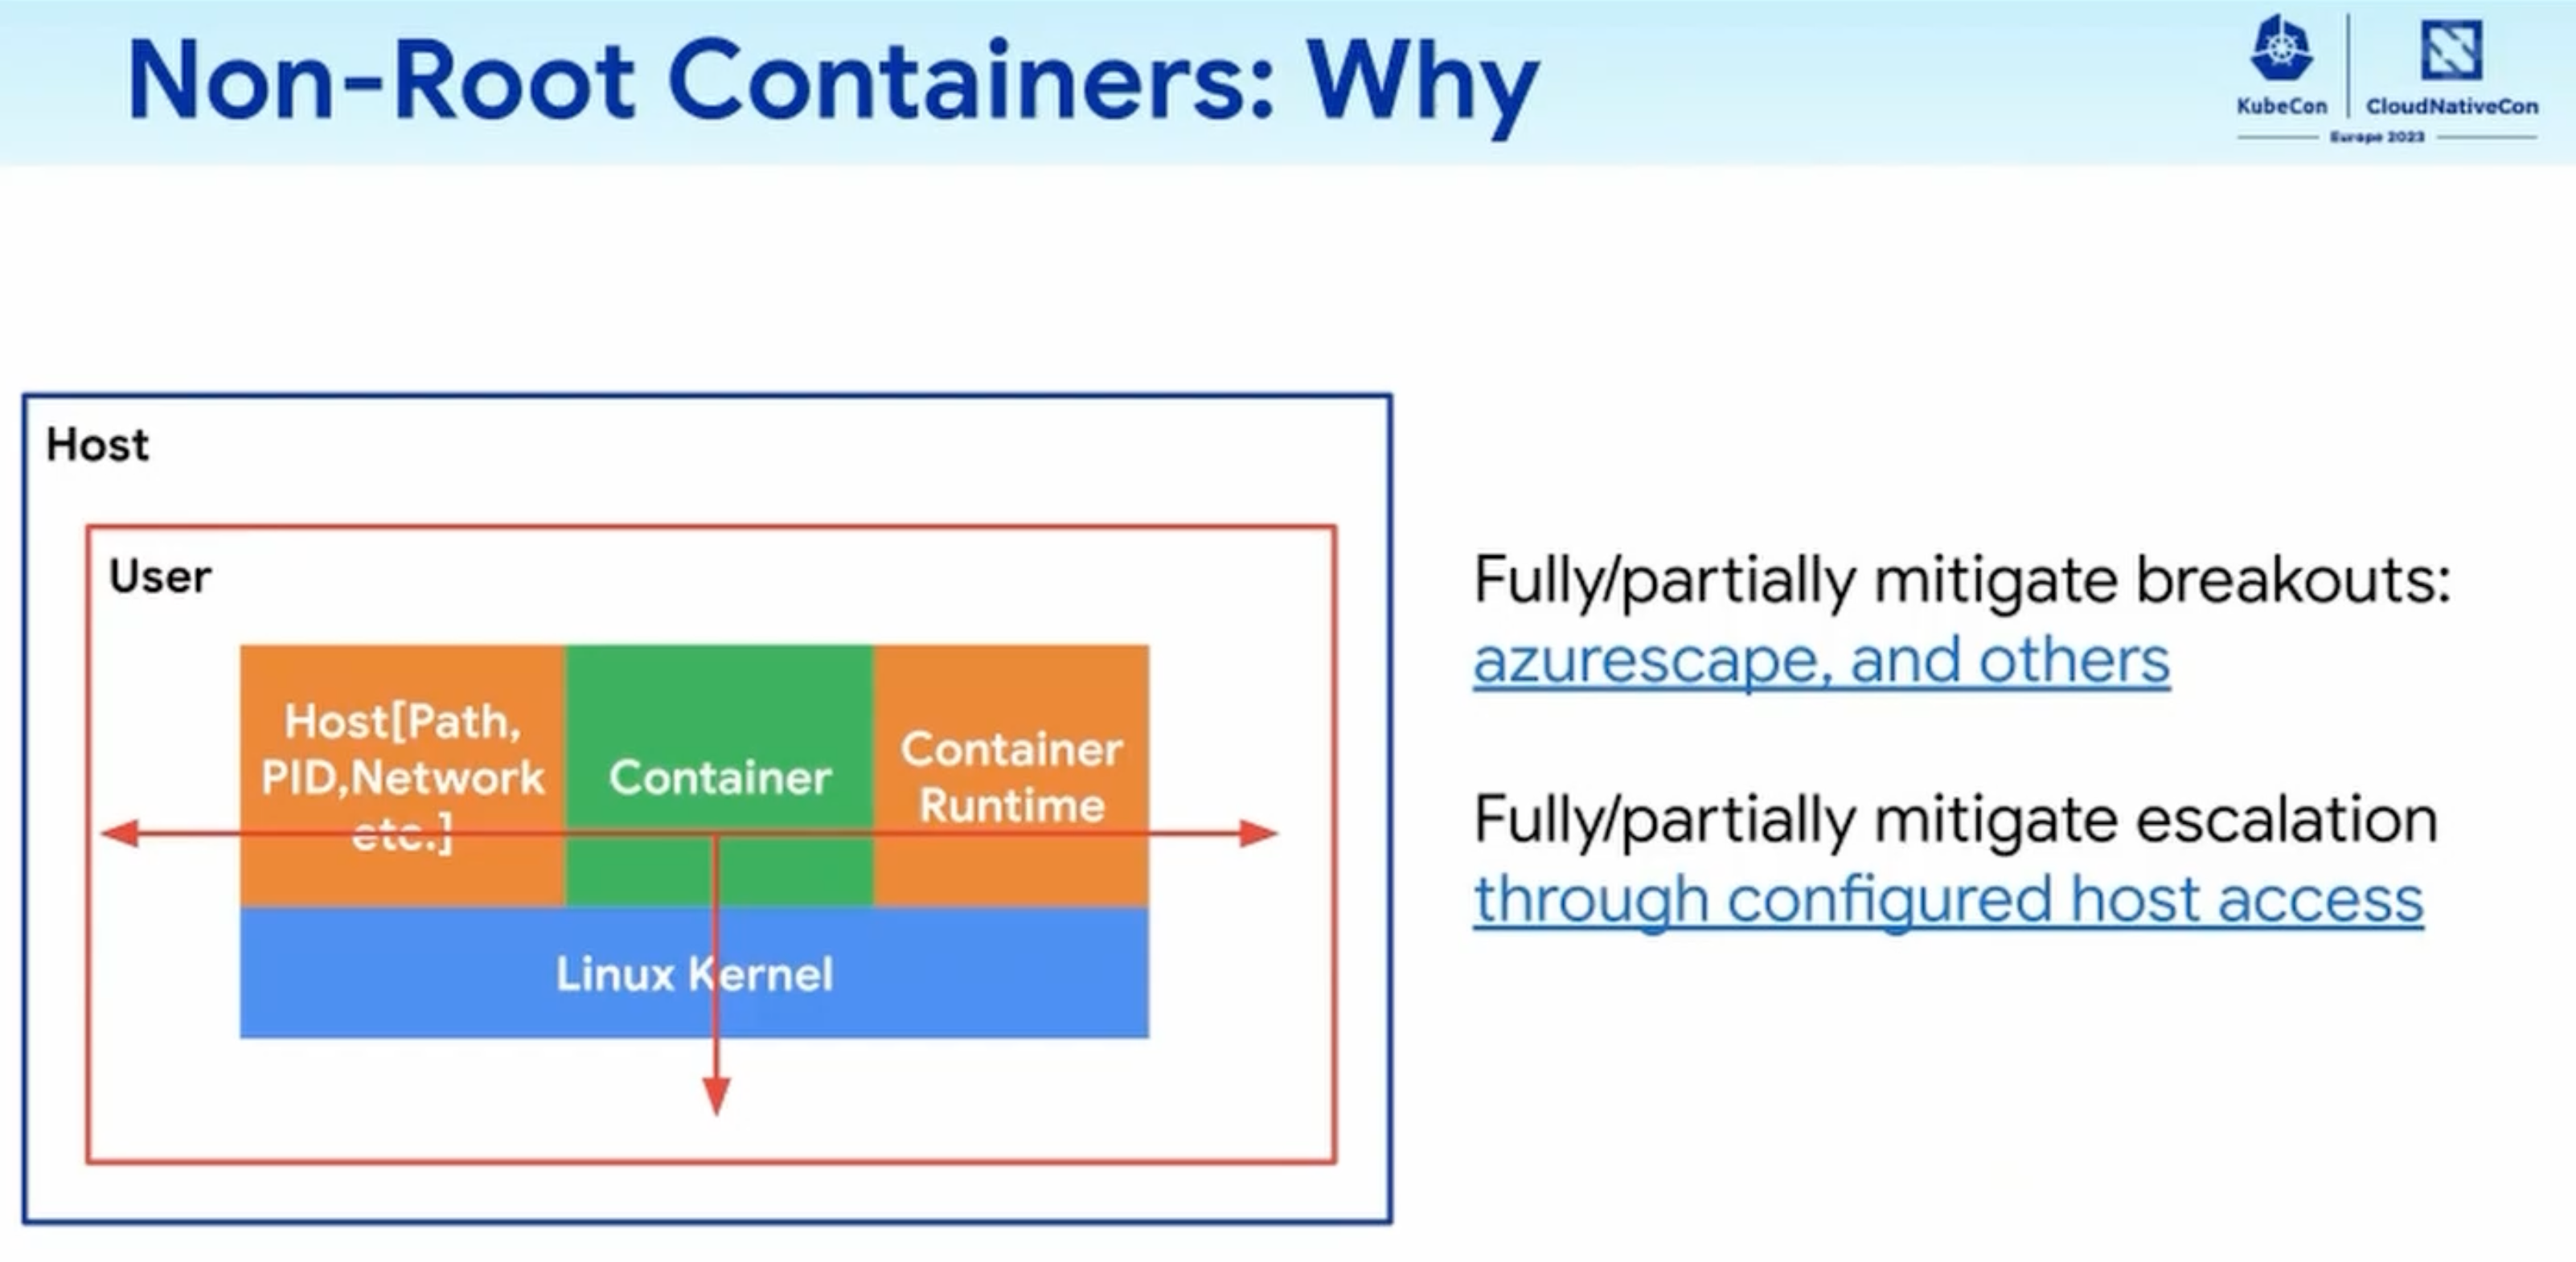 Non-Root Containers: Why
KubeCon
CloudNativeCon
Europe 2023
Host
User
Host[Path,
PID,Network
etc.]
Container
Container
Runtime
Linux Kernel
Fully/partially mitigate breakouts:
azurescape, and others
Fully/partially mitigate escalation
through configured host access